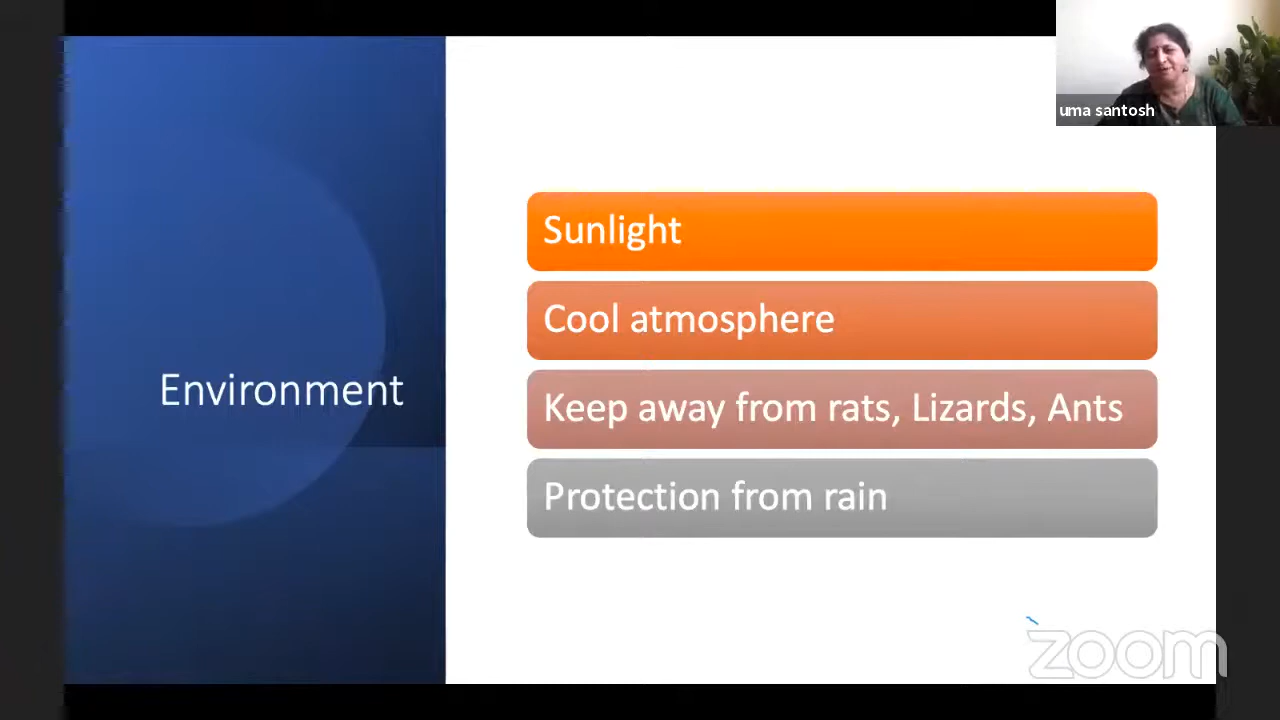 uma santosh
Sunlight
Cool atmosphere
Environment
Keep away from rats, Lizards, Ants
Protection from rain
zoom